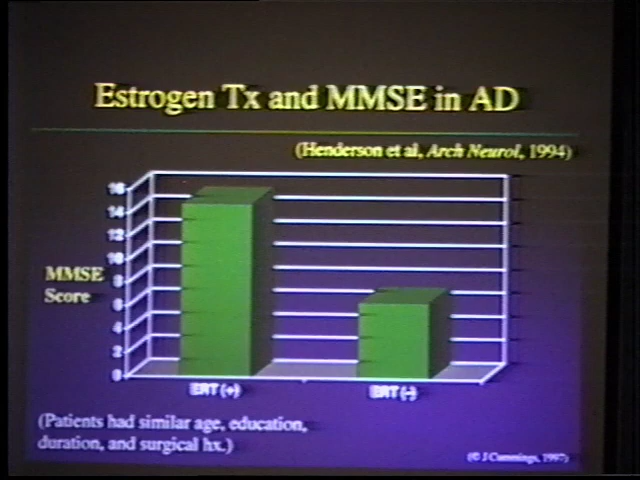 Estrogen Tx and MMSE in AD
(Henderson et al, Arch Neurol, 1994)
16
14
12
10
8
6
4
2
0
MMSE
Score
ERT (+)
ERT (-)
(Patients had similar age, education,
duration, and surgical hx.)
(© J Cummings, 1997)